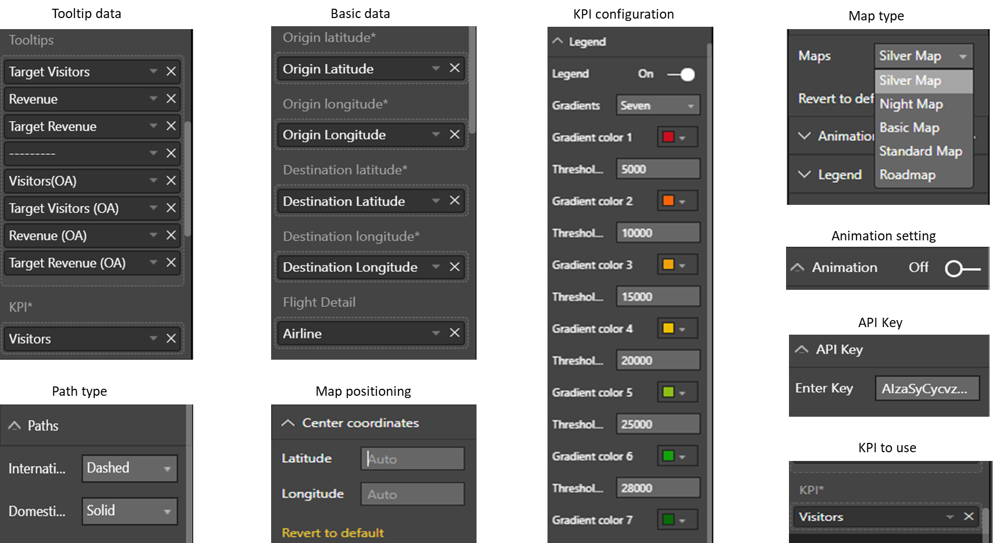 Tooltip data
Tooltips
Target Visitors
Revenue
Target Revenue
---------
Visitors(OA)
Target Visitors (OA)
Revenue (OA)
Target Revenue (OA)
KPI*
Visitors
Basic data
Origin latitude*
Origin Latitude
Origin longitude*
Origin Longitude
Destination latitude*
Destination Latitude
Destination longitude*
Destination Longitude
Flight Detail
Airline
KPI configuration
Legend
Legend On
Gradients Seven
Gradient color 1
Threshol... 5000
Gradient color 2
Threshol... 10000
Gradient color 3
Threshol... 15000
Gradient color 4
Threshol... 20000
Gradient color 5
Threshol... 25000
Gradient color 6
Threshol... 28000
Gradient color 7
Map type
Maps Silver Map
Silver Map
Revert to def
Night Map
Basic Map
Animation
Standard Map
Legend
Roadmap
Animation setting
Animation Off
API Key
API Key
Enter Key AIzaSyCycvz...
KPI to use
KPI*
Visitors
Path type
Paths
Internati... Dashed
Domesti... Solid
Map positioning
Center coordinates
Latitude Auto
Longitude Auto
Revert to default